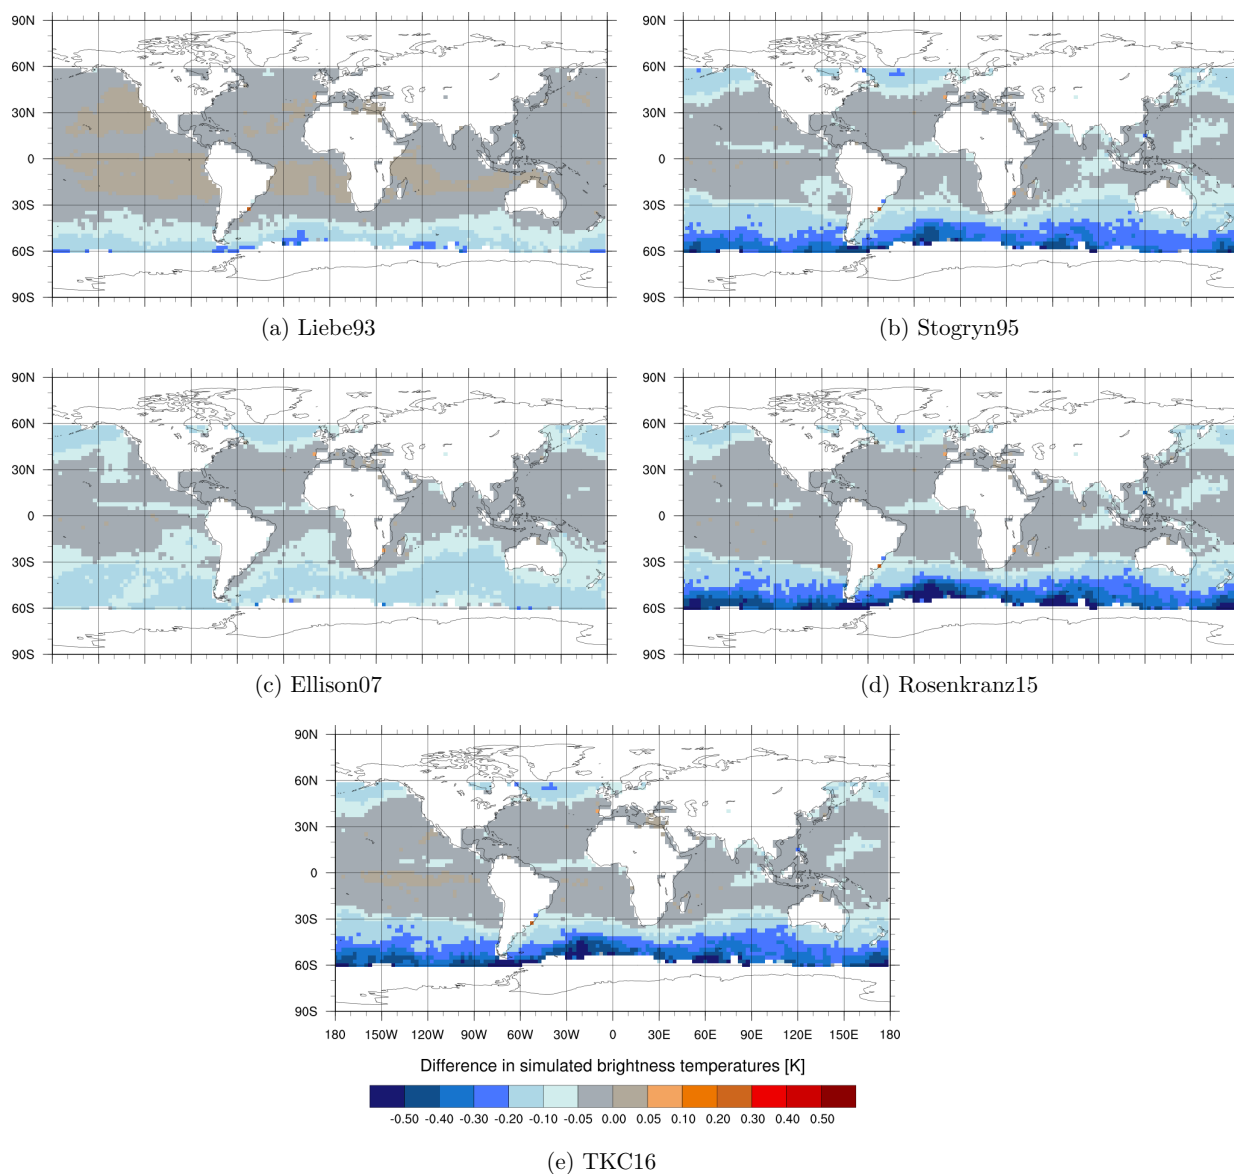 90N
60N
30N
0
30S
60S
90S
(a) Liebe93
90N
60N
30N
0
30S
60S
90S
(b) Stogryn95
90N
60N
30N
0
30S
60S
90S
(c) Ellison07
90N
60N
30N
0
30S
60S
90S
(d) Rosenkranz15
90N
60N
30N
0
30S
60S
90S
180 150W 120W 90W 60W 30W 0 30E 60E 90E 120E 150E 180
Difference in simulated brightness temperatures [K]
-0.50 -0.40 -0.30 -0.20 -0.10 -0.05 0.00 0.05 0.10 0.20 0.30 0.40 0.50
(e) TKC16